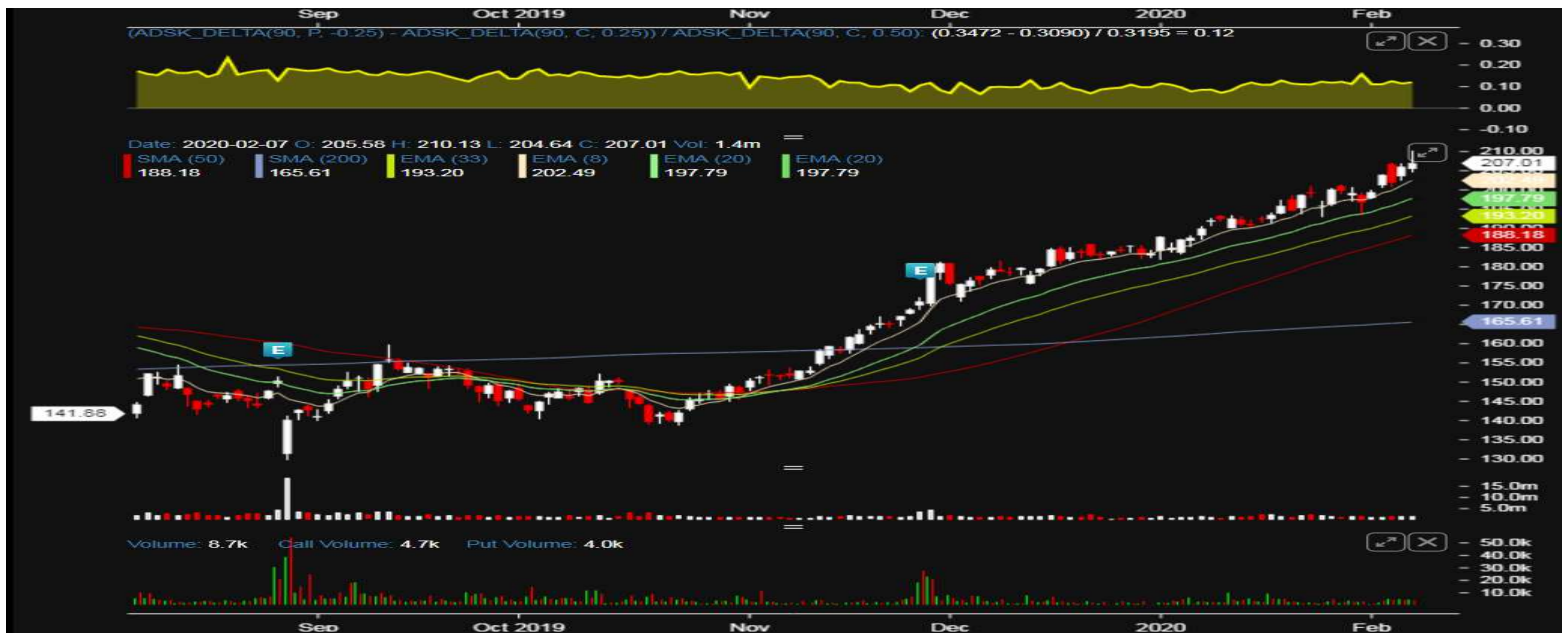 Sep Oct 2019 Nov Dec 2020 Feb
(ADSK_DELTA(90, P, -0.25) - ADSK_DELTA(90, C, 0.25)) / ADSK_DELTA(90, C, 0.50): (0.3472 - 0.3090) / 0.3195 = 0.12
0.30
0.20
0.10
0.00
-0.10
Date: 2020-02-07 O: 205.58 H: 210.13 L: 204.64 C: 207.01 Vol: 1.4m
SMA (50) SMA (200) EMA (33) EMA (8) EMA (20) EMA (20)
188.18 165.61 193.20 202.49 197.79 197.79
210.00
207.01
197.79
193.20
188.18
185.00
180.00
175.00
170.00
165.61
160.00
155.00
150.00
145.00
141.88
140.00
135.00
130.00
E
E
15.0m
10.0m
5.0m
Volume: 8.7k Call Volume: 4.7k Put Volume: 4.0k
50.0k
40.0k
30.0k
20.0k
10.0k
Sep Oct 2019 Nov Dec 2020 Feb